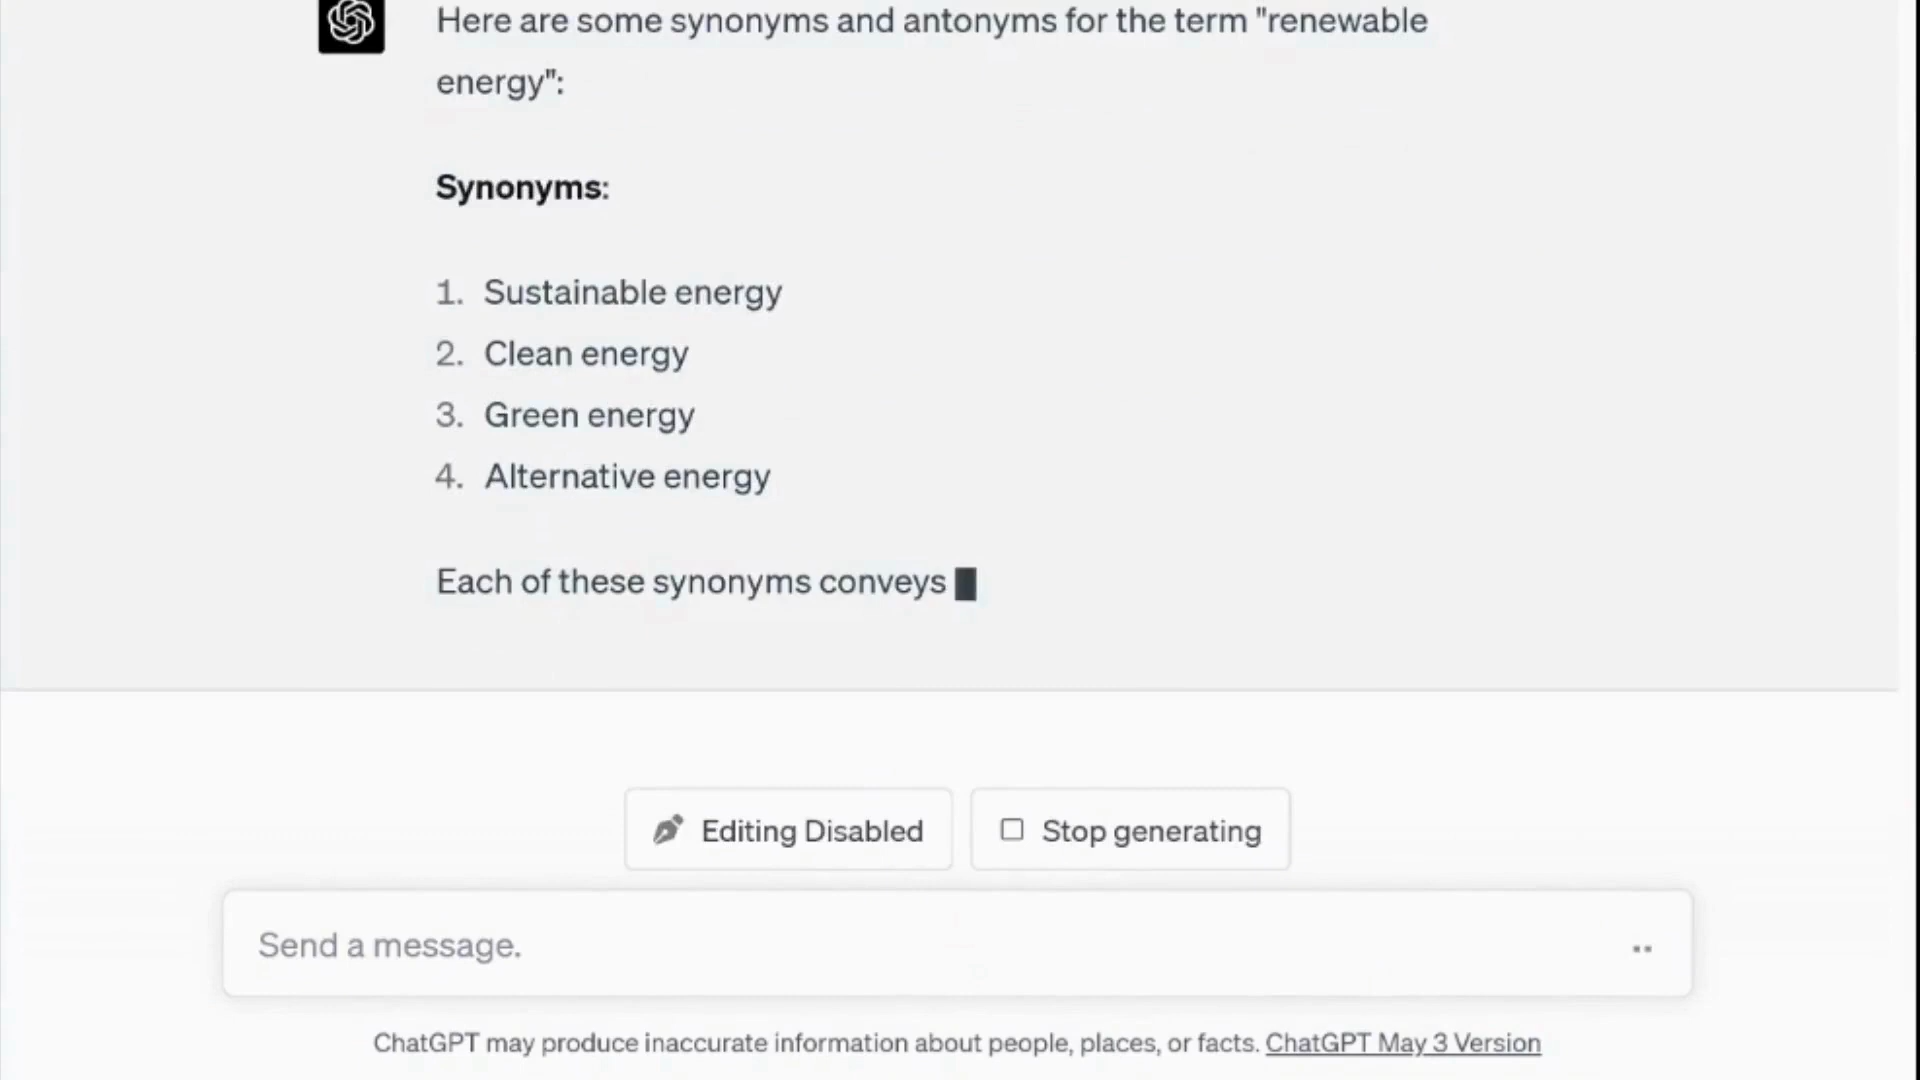 Here are some synonyms and antonyms for the term "renewable
energy":
Synonyms:
1. Sustainable energy
2. Clean energy
3. Green energy
4. Alternative energy
Each of these synonyms conveys
Editing Disabled
Stop generating
Send a message.
ChatGPT may produce inaccurate information about people, places, or facts. ChatGPT May 3 Version